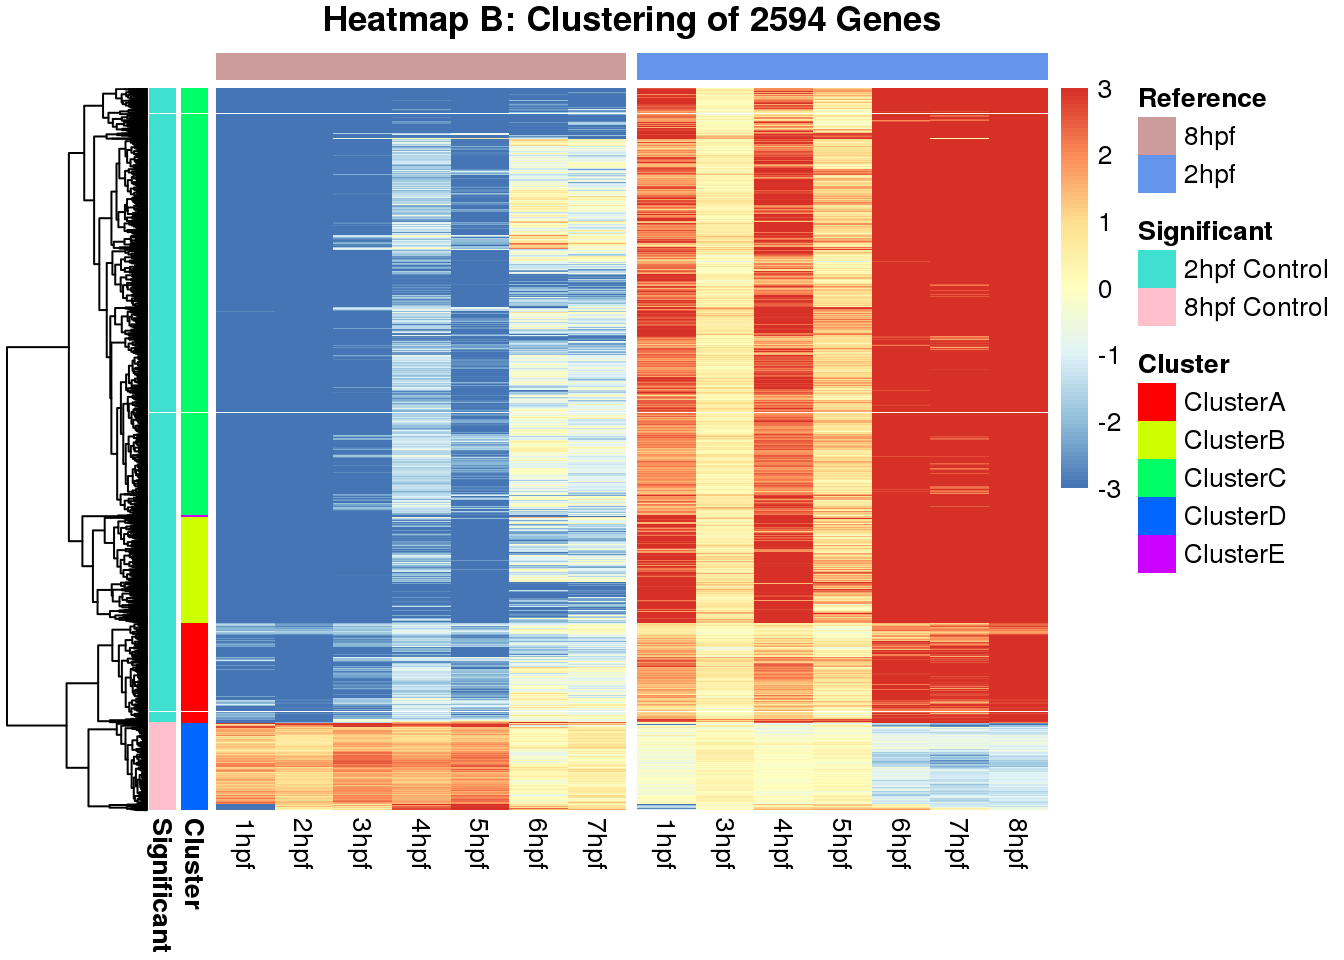 Heatmap B: Clustering of 2594 Genes
3
2
1
0
-1
-2
-3
Reference
8hpf
2hpf
Significant
2hpf Control
8hpf Control
Cluster
ClusterA
ClusterB
ClusterC
ClusterD
ClusterE
Significant
Cluster
1hpf
2hpf
3hpf
4hpf
5hpf
6hpf
7hpf
1hpf
3hpf
4hpf
5hpf
6hpf
7hpf
8hpf